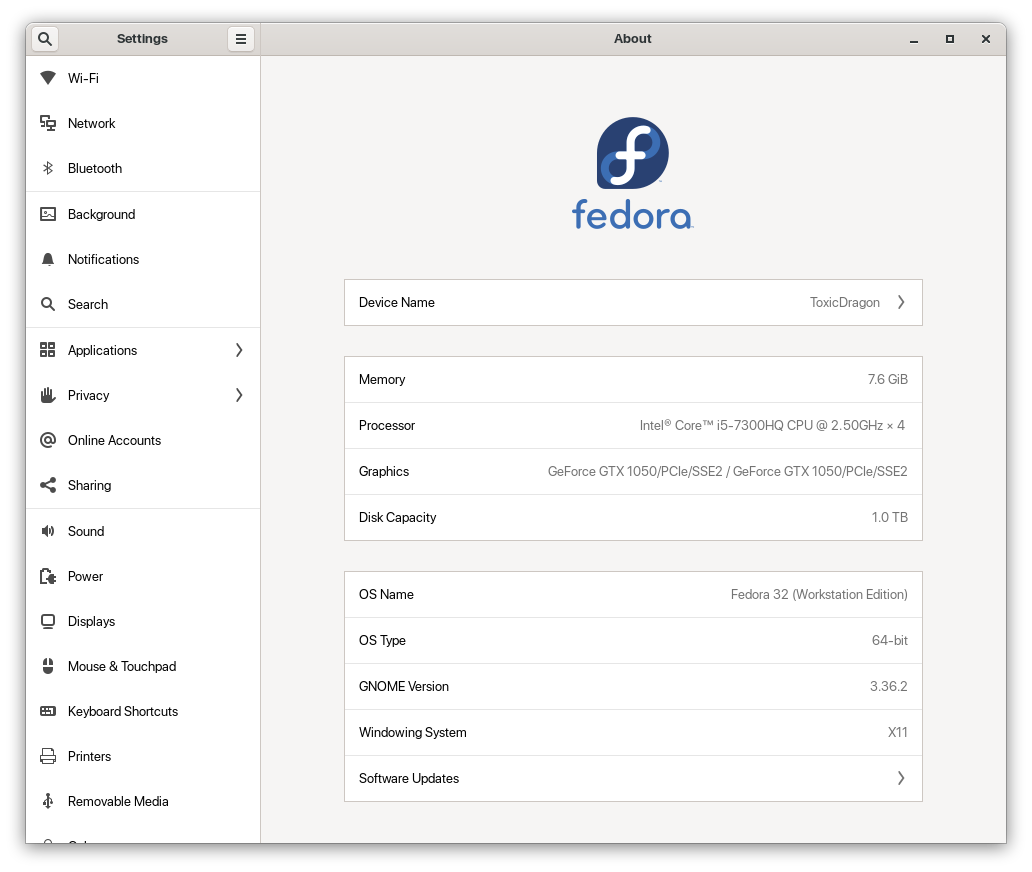 Settings
About
Wi-Fi
Network
Bluetooth
Background
Notifications
Search
Applications
Privacy
Online Accounts
Sharing
Sound
Power
Displays
Mouse & Touchpad
Keyboard Shortcuts
Printers
Removable Media
fedora
Device Name ToxicDragon
Memory 7.6 GiB
Processor Intel® Core™ i5-7300HQ CPU @ 2.50GHz × 4
Graphics GeForce GTX 1050/PCIe/SSE2 / GeForce GTX 1050/PCIe/SSE2
Disk Capacity 1.0 TB
OS Name Fedora 32 (Workstation Edition)
OS Type 64-bit
GNOME Version 3.36.2
Windowing System X11
Software Updates